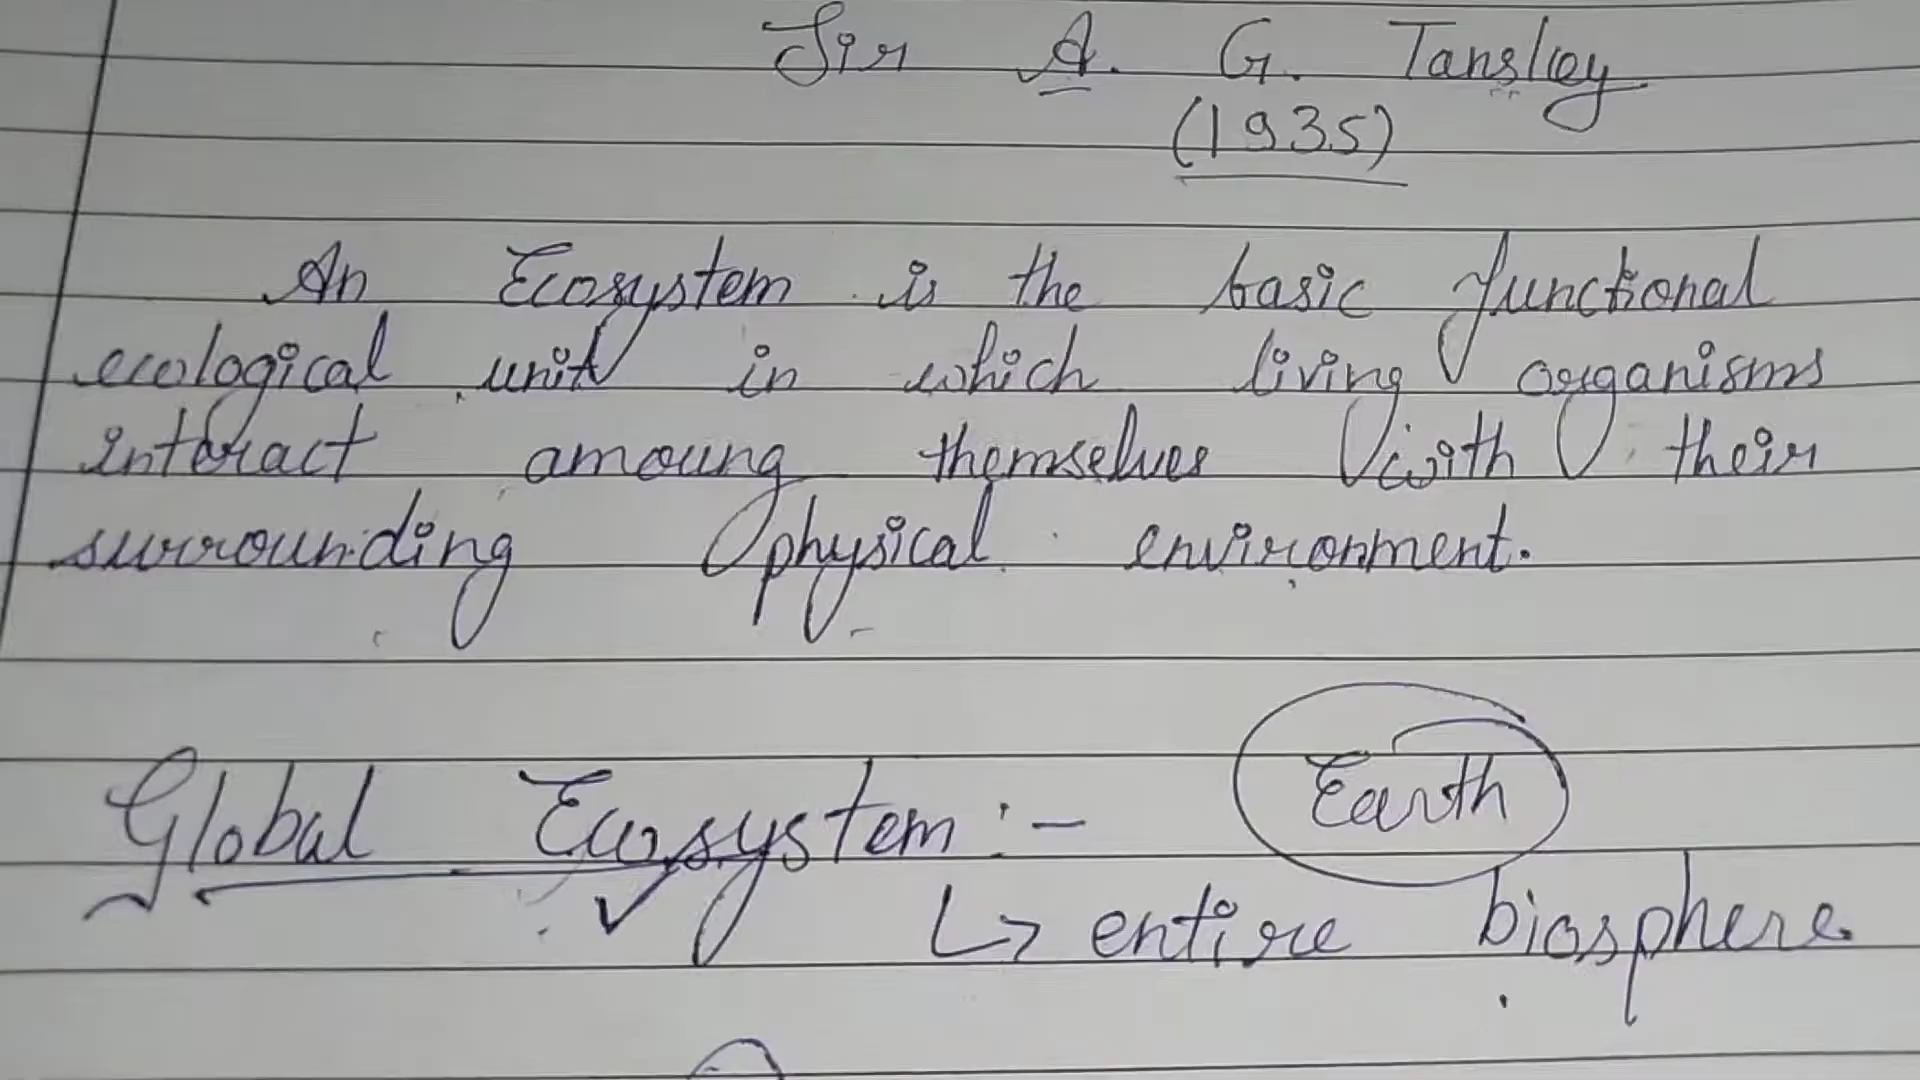 Sir A. G. Tansley
(1935)
An Ecosystem is the basic functional
ecological unit in which living organisms
interact amoung themselves with their
surrounding physical environment.
Earth
Global Ecosystem :-
↳ entire biosphere.